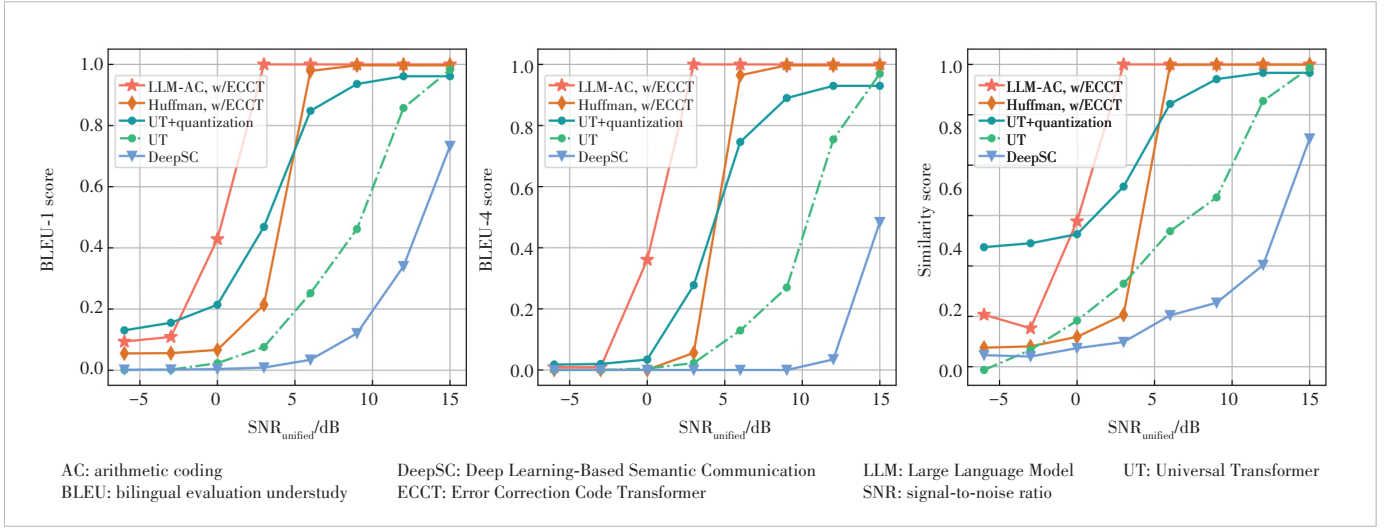 1.0
0.8
0.6
0.4
0.2
0.0
BLEU-1 score
LLM-AC, w/ECCT
Huffman, w/ECCT
UT+quantization
UT
DeepSC
−5
0
5
10
15
SNRunified/dB
1.0
0.8
0.6
0.4
0.2
0.0
BLEU-4 score
LLM-AC, w/ECCT
Huffman, w/ECCT
UT+quantization
UT
DeepSC
−5
0
5
10
15
SNRunified/dB
1.0
0.8
0.6
0.4
0.2
0.0
Similarity score
LLM-AC, w/ECCT
Huffman, w/ECCT
UT+quantization
UT
DeepSC
−5
0
5
10
15
SNRunified/dB
AC: arithmetic coding
BLEU: bilingual evaluation understudy
DeepSC: Deep Learning-Based Semantic Communication
ECCT: Error Correction Code Transformer
LLM: Large Language Model
SNR: signal-to-noise ratio
UT: Universal Transformer